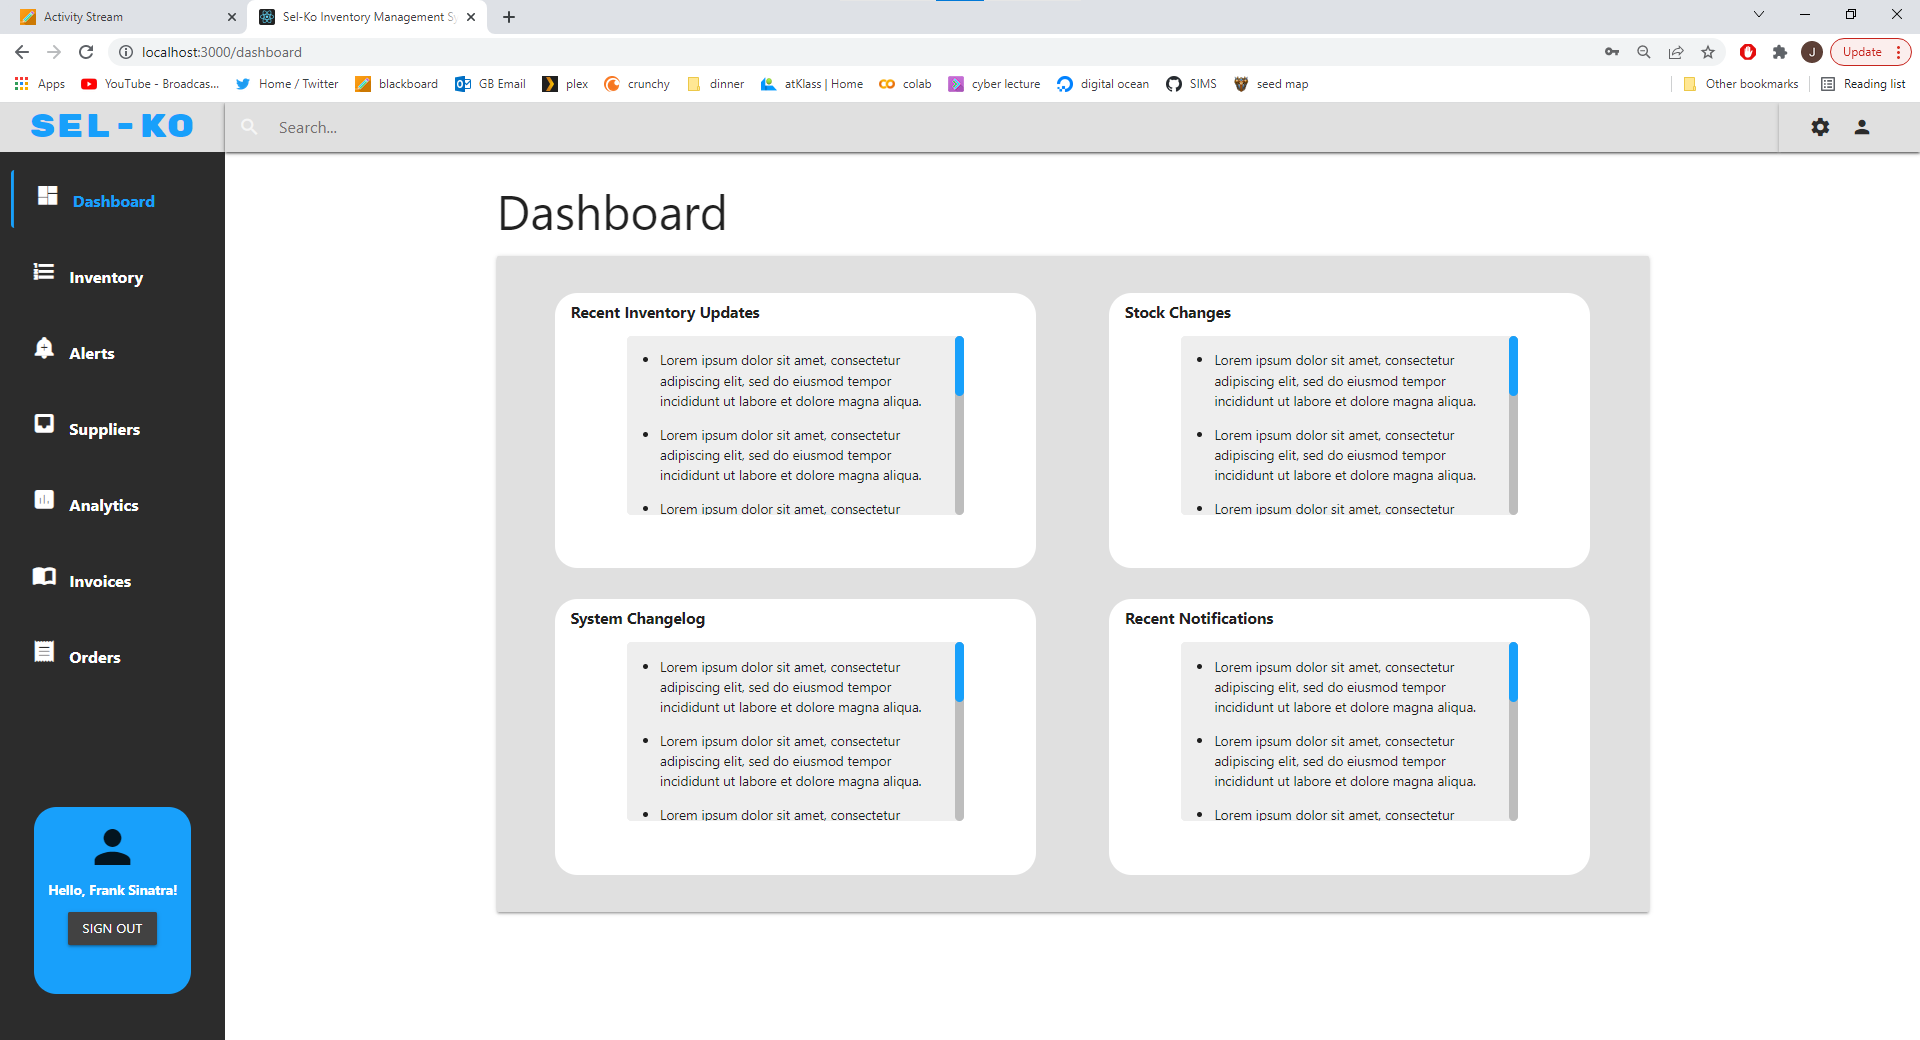 Activity Stream
Sel-Ko Inventory Management Sy
localhost:3000/dashboard
J
Update
Apps
YouTube - Broadcas...
Home / Twitter
blackboard
GB Email
plex
crunchy
dinner
atKlass | Home
colab
cyber lecture
digital ocean
SIMS
seed map
Other bookmarks
Reading list
SEL-KO
Search...
Dashboard
Inventory
Alerts
Suppliers
Analytics
Invoices
Orders
Hello, Frank Sinatra!
SIGN OUT
Dashboard
Recent Inventory Updates
• Lorem ipsum dolor sit amet, consectetur
adipiscing elit, sed do eiusmod tempor
incididunt ut labore et dolore magna aliqua.
• Lorem ipsum dolor sit amet, consectetur
adipiscing elit, sed do eiusmod tempor
incididunt ut labore et dolore magna aliqua.
• Lorem ipsum dolor sit amet, consectetur
Stock Changes
• Lorem ipsum dolor sit amet, consectetur
adipiscing elit, sed do eiusmod tempor
incididunt ut labore et dolore magna aliqua.
• Lorem ipsum dolor sit amet, consectetur
adipiscing elit, sed do eiusmod tempor
incididunt ut labore et dolore magna aliqua.
• Lorem ipsum dolor sit amet, consectetur
System Changelog
• Lorem ipsum dolor sit amet, consectetur
adipiscing elit, sed do eiusmod tempor
incididunt ut labore et dolore magna aliqua.
• Lorem ipsum dolor sit amet, consectetur
adipiscing elit, sed do eiusmod tempor
incididunt ut labore et dolore magna aliqua.
• Lorem ipsum dolor sit amet, consectetur
Recent Notifications
• Lorem ipsum dolor sit amet, consectetur
adipiscing elit, sed do eiusmod tempor
incididunt ut labore et dolore magna aliqua.
• Lorem ipsum dolor sit amet, consectetur
adipiscing elit, sed do eiusmod tempor
incididunt ut labore et dolore magna aliqua.
• Lorem ipsum dolor sit amet, consectetur